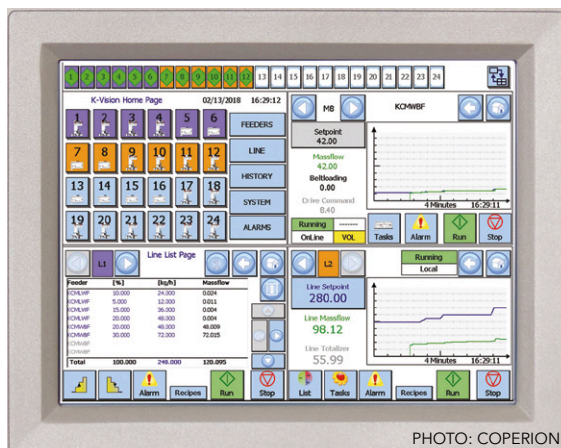 1 2 3 4 5 6 7 8 9 10 11 12 13 14 15 16 17 18 19 20 21 22 23 24
K-Vision Home Page 02/13/2018 16:29:12
1 2 3 4 5 6
7 8 9 10 11 12
13 14 15 16 17 18
19 20 21 22 23 24
FEEDERS
LINE
HISTORY
SYSTEM
ALARMS
M8 KCMWBF
Setpoint
42.00
Massflow
42.00
Beltloading
0.00
Drive Command
8.40
Running -------
OnLine VOL
4 Minutes 16:29:11
Tasks Alarm Run Stop
L1 Line List Page
Feeder [%] [kg/h] Massflow
KCMLWF 10.000 24.000 0.024
KCMLWF 5.000 12.000 0.011
KCMLWF 15.000 36.000 0.004
KCMLWF 20.000 48.000 0.004
KCMWBF 20.000 48.000 48.009
KCMWBF 30.000 72.000 72.015
KCMWBF
KCMWBF
Total 100.000 240.000 120.095
Alarm Recipes Run Stop
L2 Running
Local
Line Setpoint
280.00
Line Massflow
98.12
Line Totalizer
55.99
4 Minutes 16:29:11
List Tasks Alarm Recipes Run Stop
PHOTO: COPERION